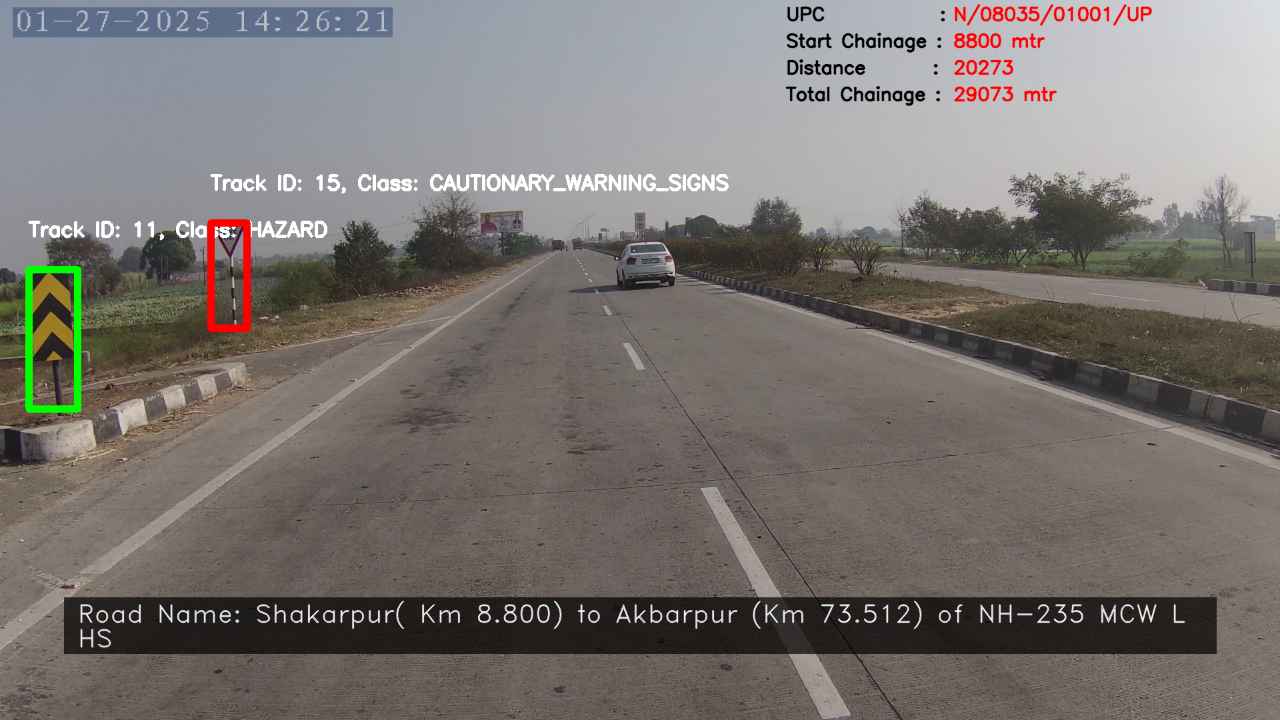 01-27-2025 14:26:21
UPC : N/08035/01001/UP
Start Chainage : 8800 mtr
Distance : 20273
Total Chainage : 29073 mtr
Track ID: 15, Class: CAUTIONARY_WARNING_SIGNS
Track ID: 11, Class: HAZARD
Road Name: Shakarpur( Km 8.800) to Akbarpur (Km 73.512) of NH-235 MCW L
HS